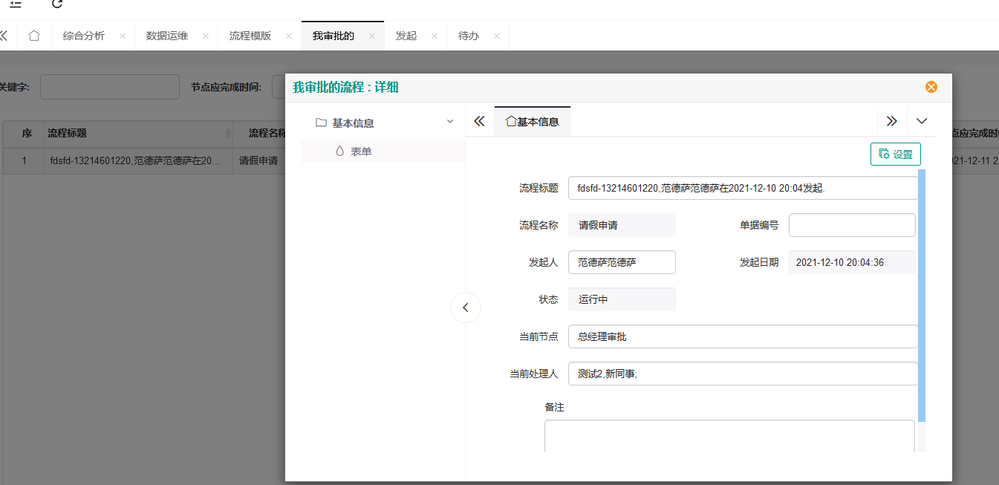 综合分析 数据运维 流程模版 我审批的 发起 待办
关键字: 节点应完成时间:
我审批的流程 : 详细
基本信息 基本信息
序 流程标题 流程名称 点应完成时
表单
设置
1 fdsfd-13214601220,范德萨范德萨在20... 请假申请 21-12-11 2
流程标题 fdsfd-13214601220,范德萨范德萨在2021-12-10 20:04发起.
流程名称 请假申请 单据编号
发起人 范德萨范德萨 发起日期 2021-12-10 20:04:36
状态 运行中
当前节点 总经理审批
当前处理人 测试2,新同事;
备注